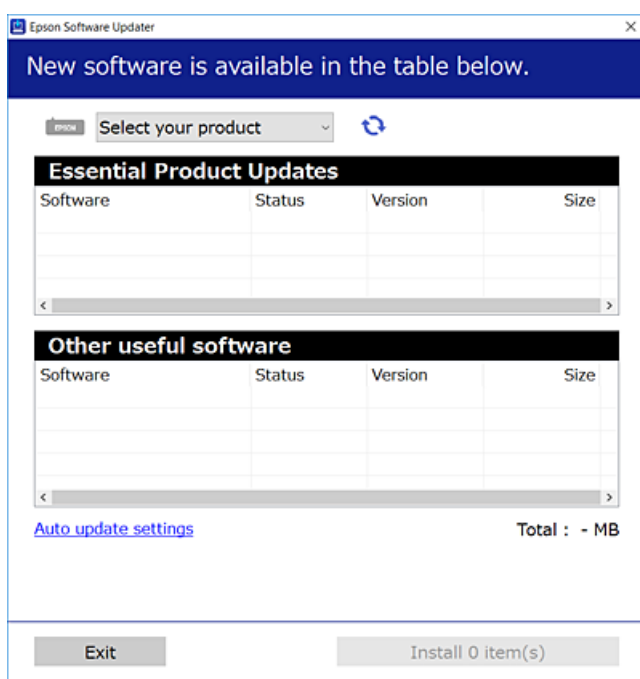 Epson Software Updater
New software is available in the table below.
EPSON
Select your product
Essential Product Updates
Software Status Version Size
Other useful software
Software Status Version Size
Auto update settings
Total : - MB
Exit
Install 0 item(s)